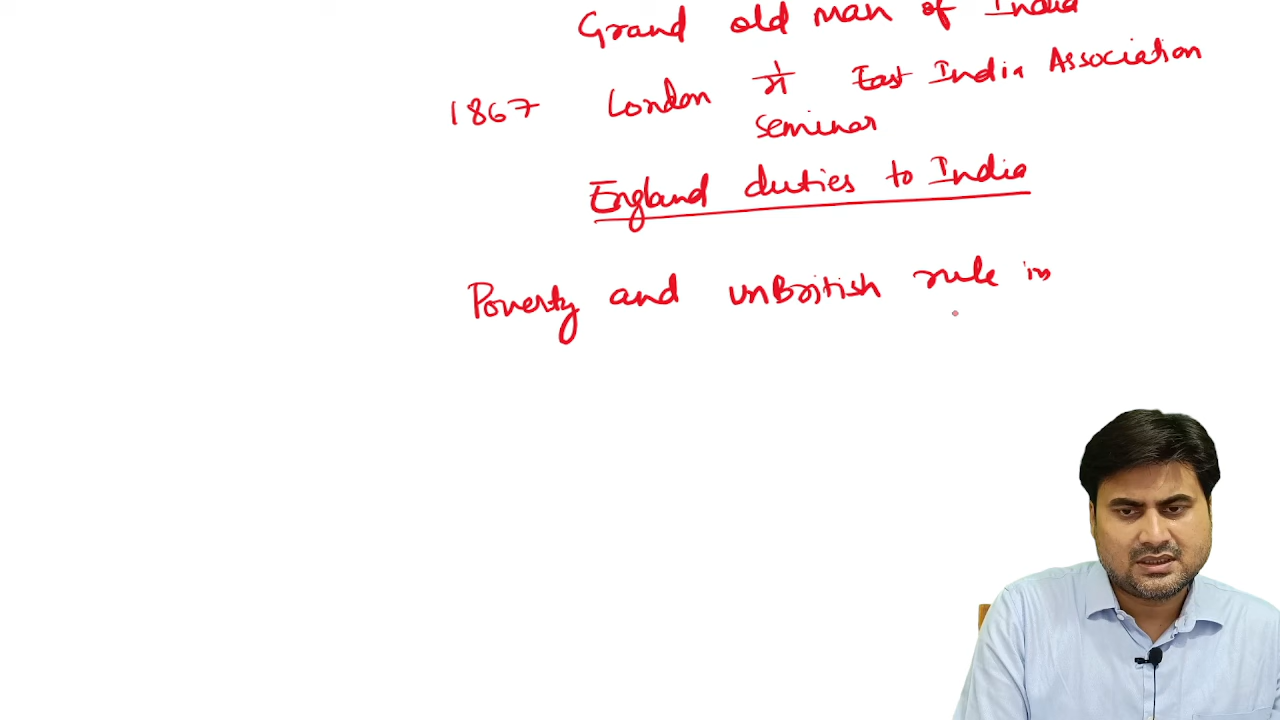 Grand old man of India
1867 London में East India Association
seminar
England duties to India
Poverty and unBritish rule in